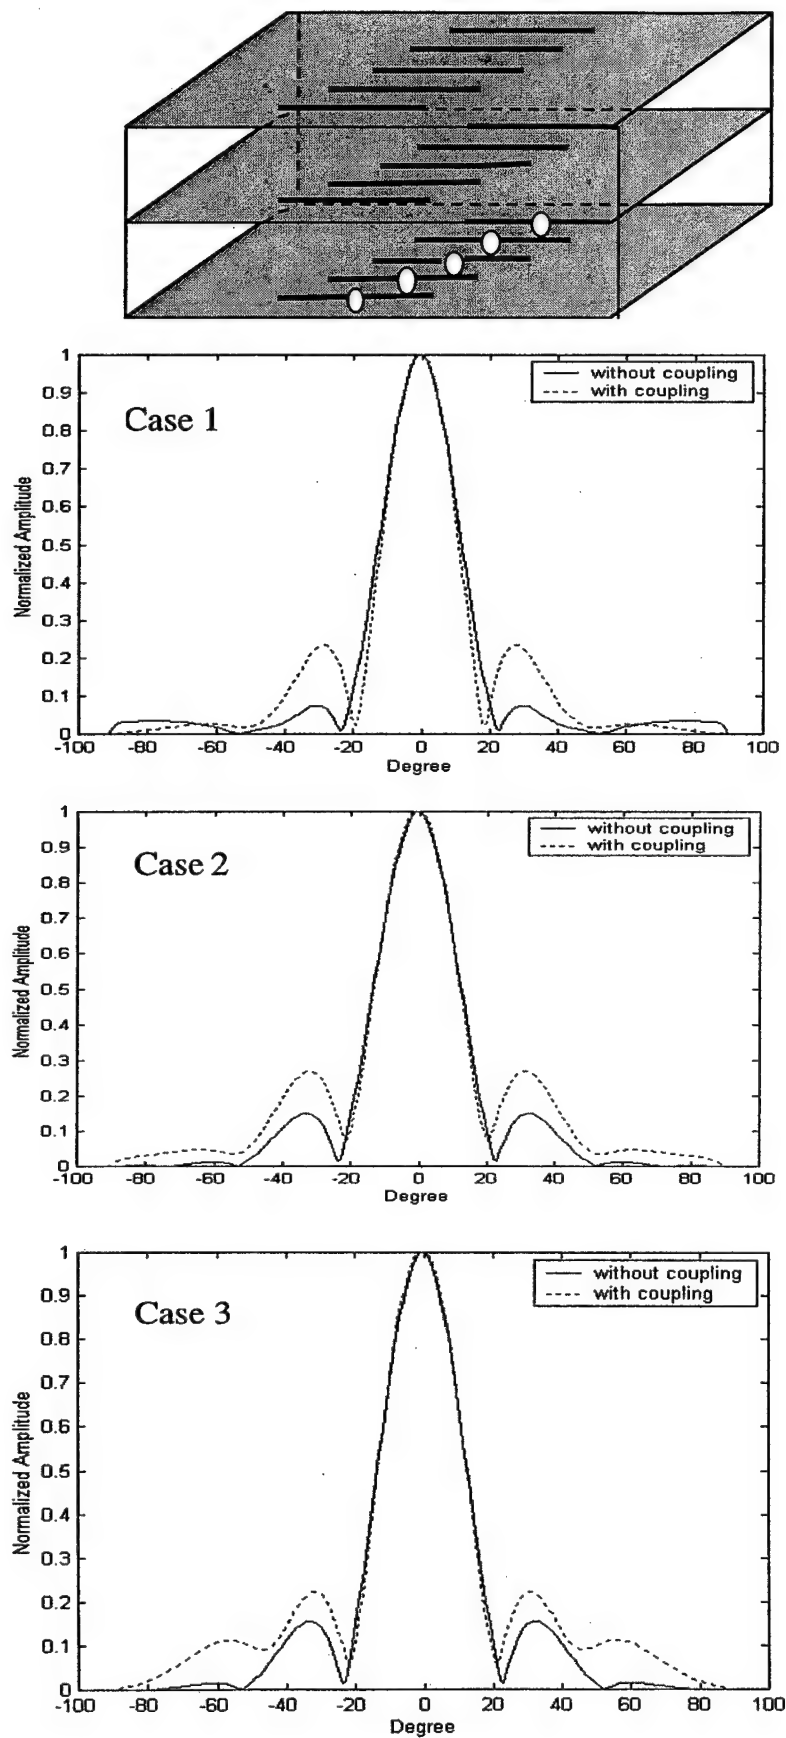 1
without coupling
0.9
with coupling
0.8
Case 1
0.7
0.6
Normalized Amplitude
0.5
0.4
0.3
0.2
0.1
0
-100 -80 -60 -40 -20 0 20 40 60 80 100
Degree
1
without coupling
0.9
with coupling
Case 2
0.8
0.7
0.6
Normalized Amplitude
0.5
0.4
0.3
0.2
0.1
0
-100 -80 -60 -40 -20 0 20 40 60 80 100
Degree
1
without coupling
0.9
with coupling
Case 3
0.8
0.7
0.6
Normalized Amplitude
0.5
0.4
0.3
0.2
0.1
0
-100 -80 -60 -40 -20 0 20 40 60 80 100
Degree